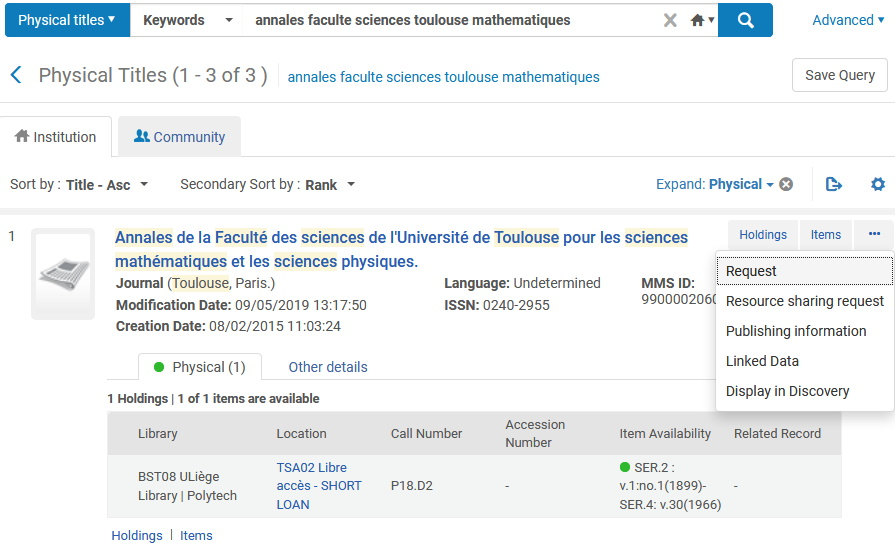 Physical titles Keywords annales faculte sciences toulouse mathematiques Advanced
Physical Titles (1 - 3 of 3 ) annales faculte sciences toulouse mathematiques Save Query
Institution Community
Sort by : Title - Asc Secondary Sort by : Rank Expand: Physical
1 Annales de la Faculté des sciences de l'Université de Toulouse pour les sciences Holdings Items ...
mathématiques et les sciences physiques.
Journal (Toulouse, Paris.) Language: Undetermined MMS ID:
Modification Date: 09/05/2019 13:17:50 ISSN: 0240-2955 9900002060
Creation Date: 08/02/2015 11:03:24
Request
Resource sharing request
Publishing information
Linked Data
Display in Discovery
Physical (1) Other details
1 Holdings | 1 of 1 items are available
Library Location Call Number Accession Number Item Availability Related Record
BST08 ULiège
Library | Polytech
TSA02 Libre
accès - SHORT
LOAN
P18.D2
-
SER.2 :
v.1:no.1(1899)-
SER.4: v.30(1966)
-
Holdings | Items